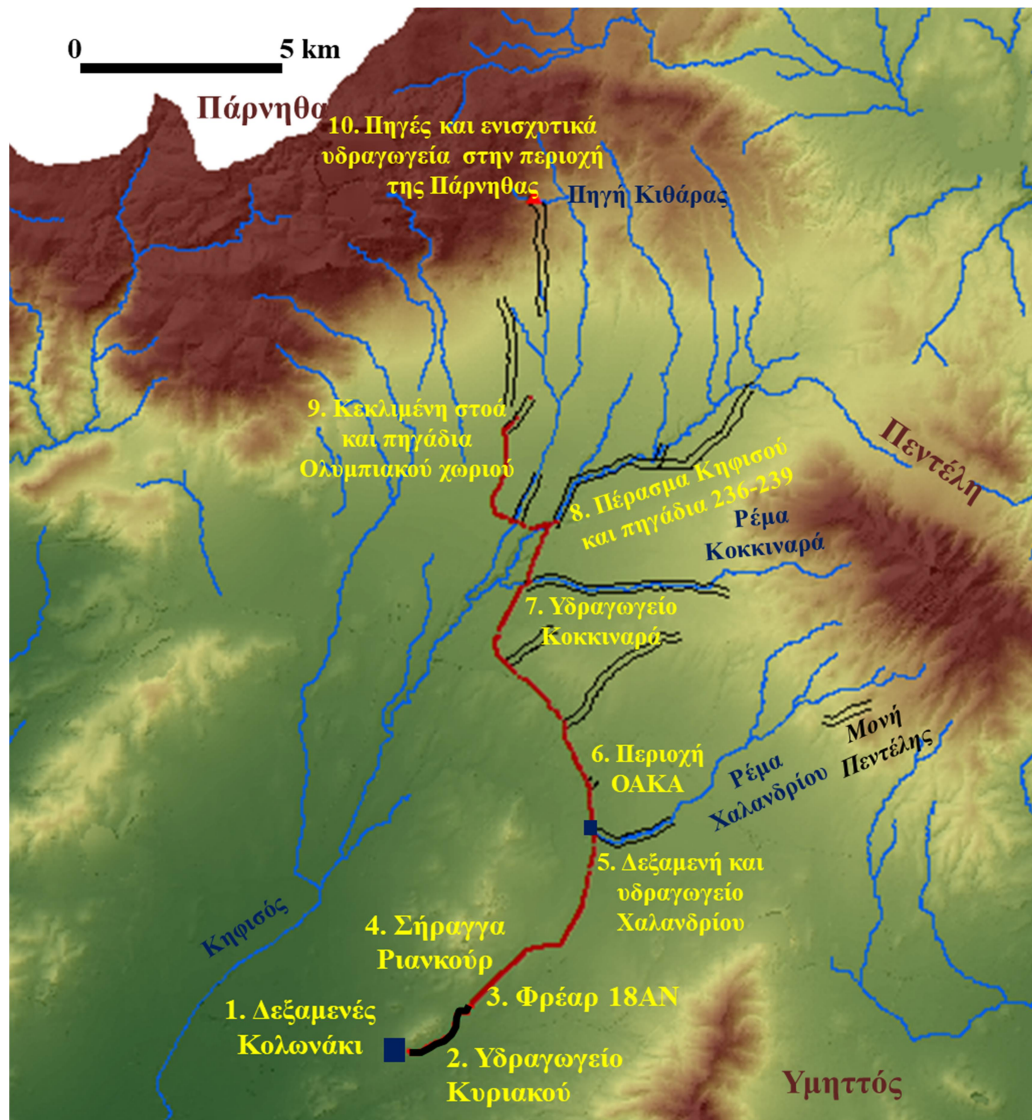 0 5 km
Πάρνηθα
10. Πηγές και ενισχυτικά
υδραγωγεία στην περιοχή
της Πάρνηθας
Πηγή Κιθάρας
9. Κεκλιμένη στοά
και πηγάδια
Ολυμπιακού χωριού
Πεντέλη
8. Πέρασμα Κηφισού
και πηγάδια 236-239
Ρέμα
Κοκκιναρά
7. Υδραγωγείο
Κοκκιναρά
Μονή
Πεντέλης
6. Περιοχή
ΟΑΚΑ
Ρέμα
Χαλανδρίου
5. Δεξαμενή και
υδραγωγείο
Χαλανδρίου
Κηφισός
4. Σήραγγα
Ριανκούρ
3. Φρέαρ 18ΑΝ
1. Δεξαμενές
Κολωνάκι
2. Υδραγωγείο
Κυριακού
Υμηττός